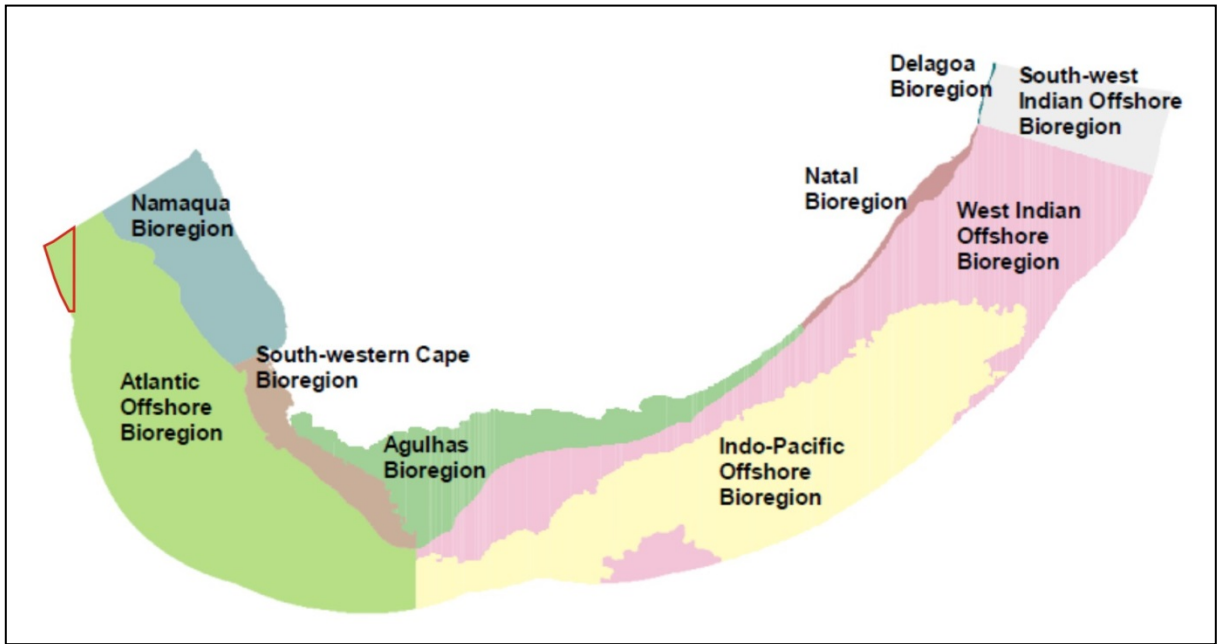 Delagoa
Bioregion
South-west
Indian Offshore
Bioregion
Namaqua
Bioregion
Natal
Bioregion
West Indian
Offshore
Bioregion
South-western Cape
Bioregion
Atlantic
Offshore
Bioregion
Agulhas
Bioregion
Indo-Pacific
Offshore
Bioregion